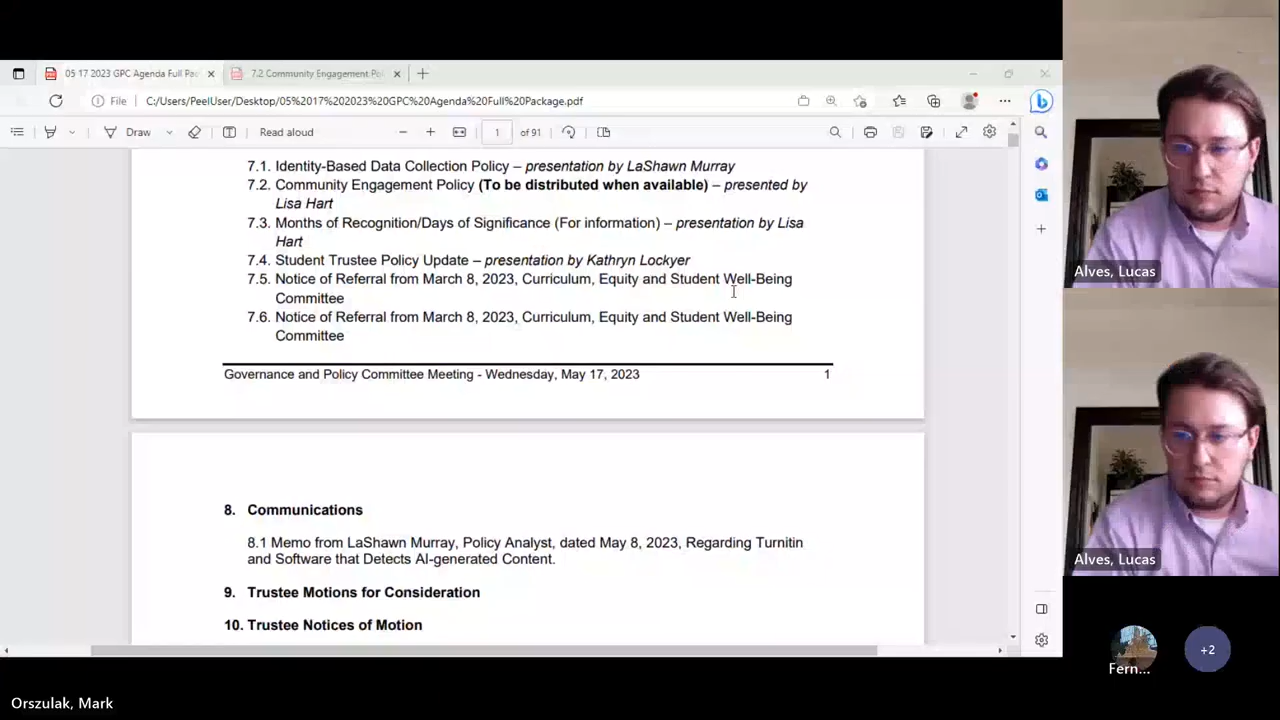 05 17 2023 GPC Agenda Full Pac
7.2 Community Engagement Pol
File
C:/Users/PeelUser/Desktop/05%2017%202023%20GPC%20Agenda%20Full%20Package.pdf
Draw
Read aloud
1
of 91
7.1. Identity-Based Data Collection Policy – presentation by LaShawn Murray
7.2. Community Engagement Policy (To be distributed when available) – presented by
Lisa Hart
7.3. Months of Recognition/Days of Significance (For information) – presentation by Lisa
Hart
7.4. Student Trustee Policy Update – presentation by Kathryn Lockyer
7.5. Notice of Referral from March 8, 2023, Curriculum, Equity and Student Well-Being
Committee
7.6. Notice of Referral from March 8, 2023, Curriculum, Equity and Student Well-Being
Committee
Governance and Policy Committee Meeting - Wednesday, May 17, 2023 1
8. Communications
8.1 Memo from LaShawn Murray, Policy Analyst, dated May 8, 2023, Regarding Turnitin
and Software that Detects AI-generated Content.
9. Trustee Motions for Consideration
10. Trustee Notices of Motion
Alves, Lucas
Alves, Lucas
Fern...
+2
Orszulak, Mark